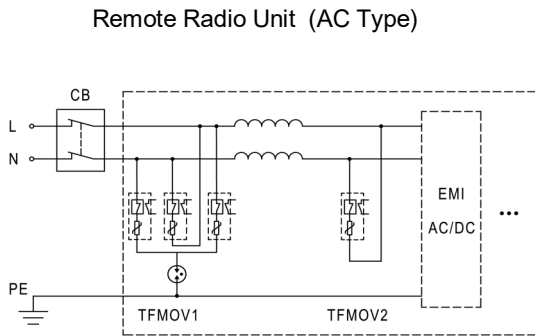 Remote Radio Unit (AC Type)
CB
L
N
EMI
AC/DC
...
PE
TFMOV1
TFMOV2